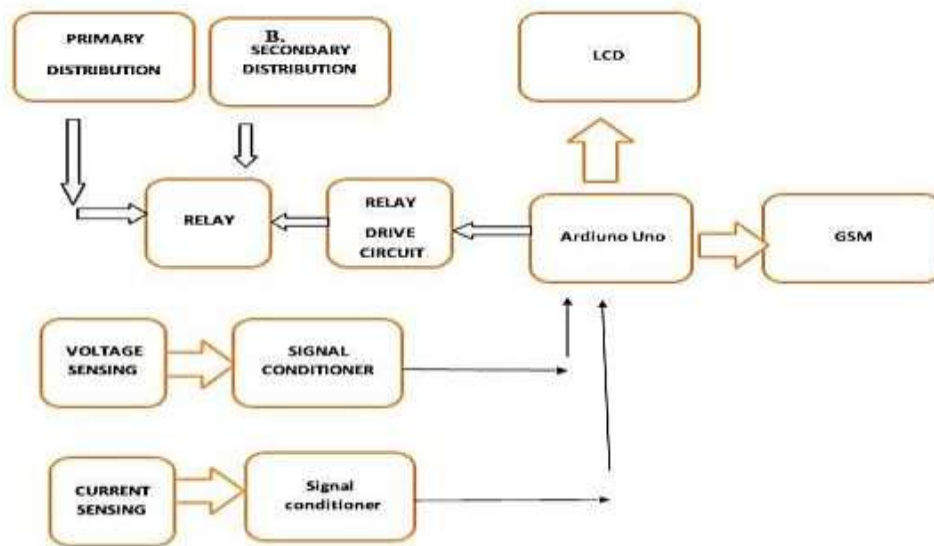 PRIMARY
DISTRIBUTION
B.
SECONDARY
DISTRIBUTION
LCD
RELAY
RELAY
DRIVE
CIRCUIT
Ardiuno Uno
GSM
VOLTAGE
SENSING
SIGNAL
CONDITIONER
CURRENT
SENSING
Signal
conditioner